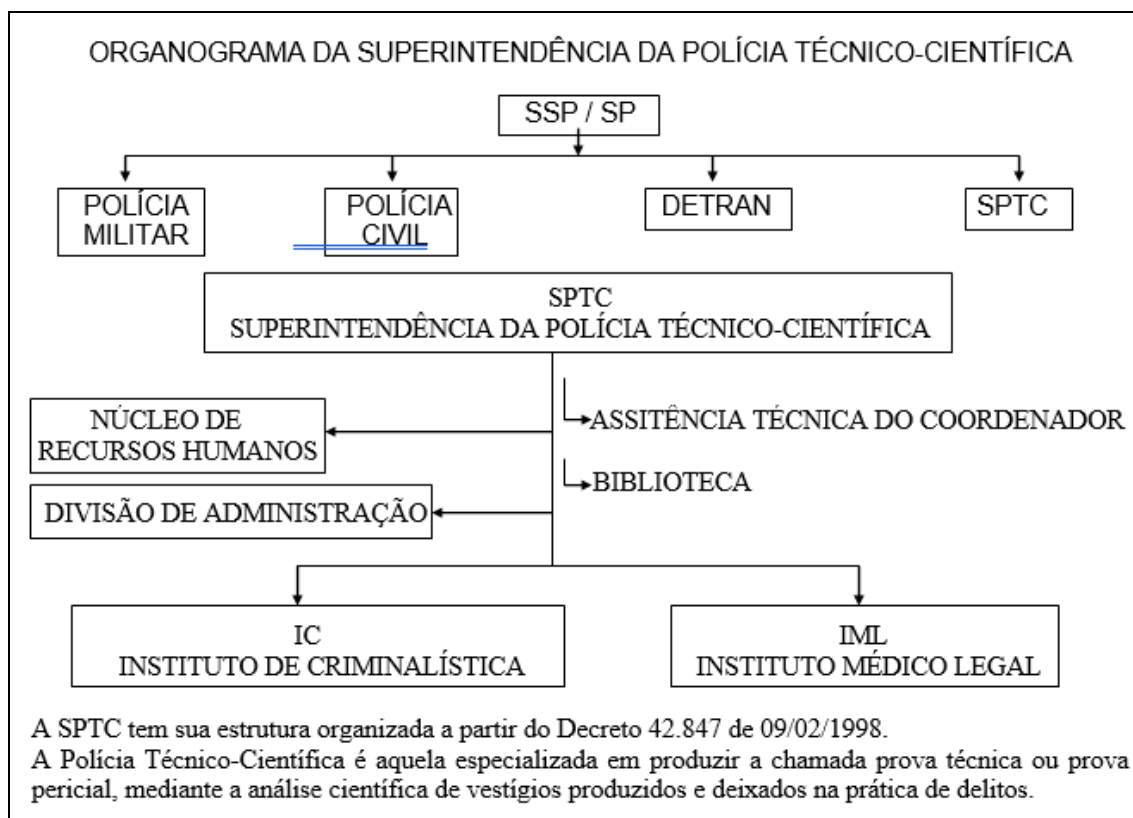 ORGANOGRAMA DA SUPERINTENDÊNCIA DA POLÍCIA TÉCNICO-CIENTÍFICA
SSP / SP
POLÍCIA
MILITAR
POLÍCIA
CIVIL
DETRAN
SPTC
SPTC
SUPERINTENDÊNCIA DA POLÍCIA TÉCNICO-CIENTÍFICA
NÚCLEO DE
RECURSOS HUMANOS
ASSITÊNCIA TÉCNICA DO COORDENADOR
BIBLIOTECA
DIVISÃO DE ADMINISTRAÇÃO
IC
INSTITUTO DE CRIMINALÍSTICA
IML
INSTITUTO MÉDICO LEGAL
A SPTC tem sua estrutura organizada a partir do Decreto 42.847 de 09/02/1998.
A Polícia Técnico-Científica é aquela especializada em produzir a chamada prova técnica ou prova
pericial, mediante a análise científica de vestígios produzidos e deixados na prática de delitos.